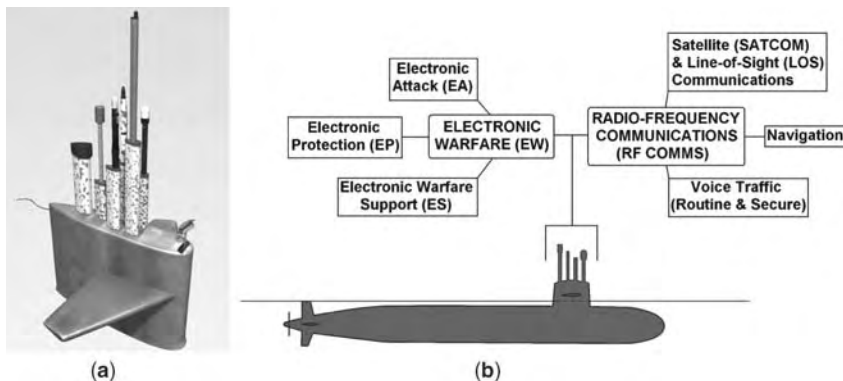 Electronic
Attack (EA)
Electronic
Protection (EP)
Electronic Warfare
Support (ES)
ELECTRONIC
WARFARE (EW)
RADIO-FREQUENCY
COMMUNICATIONS
(RF COMMS)
Satellite (SATCOM)
& Line-of-Sight (LOS)
Communications
Navigation
Voice Traffic
(Routine & Secure)
(a)
(b)